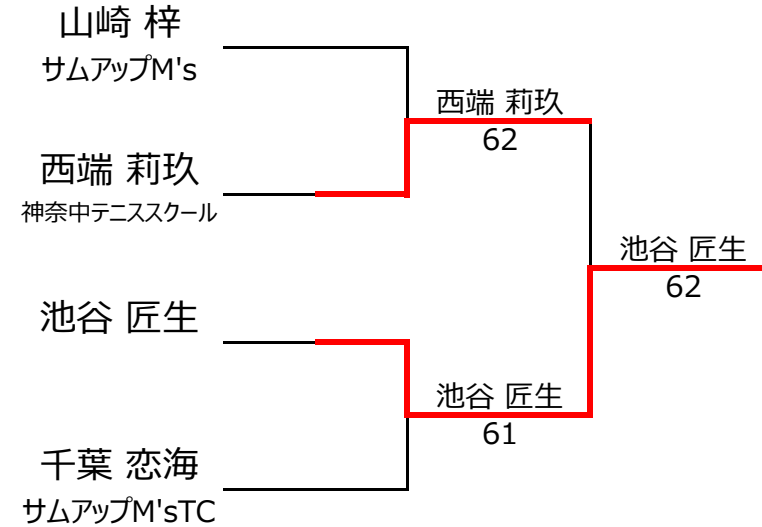 山崎 梓
サムアップM's
西端 莉玖
62
西端 莉玖
神奈中テニススクール
池谷 匠生
62
池谷 匠生
池谷 匠生
61
千葉 恋海
サムアップM'sTC